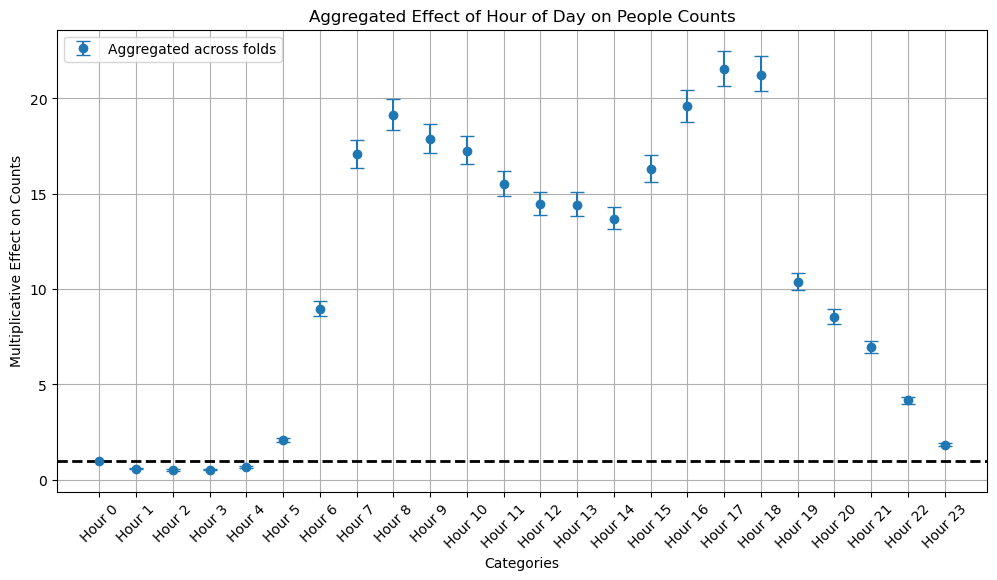 Aggregated Effect of Hour of Day on People Counts
Aggregated across folds
Multiplicative Effect on Counts
20
15
10
5
0
Hour 0
Hour 1
Hour 2
Hour 3
Hour 4
Hour 5
Hour 6
Hour 7
Hour 8
Hour 9
Hour 10
Hour 11
Hour 12
Hour 13
Hour 14
Hour 15
Hour 16
Hour 17
Hour 18
Hour 19
Hour 20
Hour 21
Hour 22
Hour 23
Categories